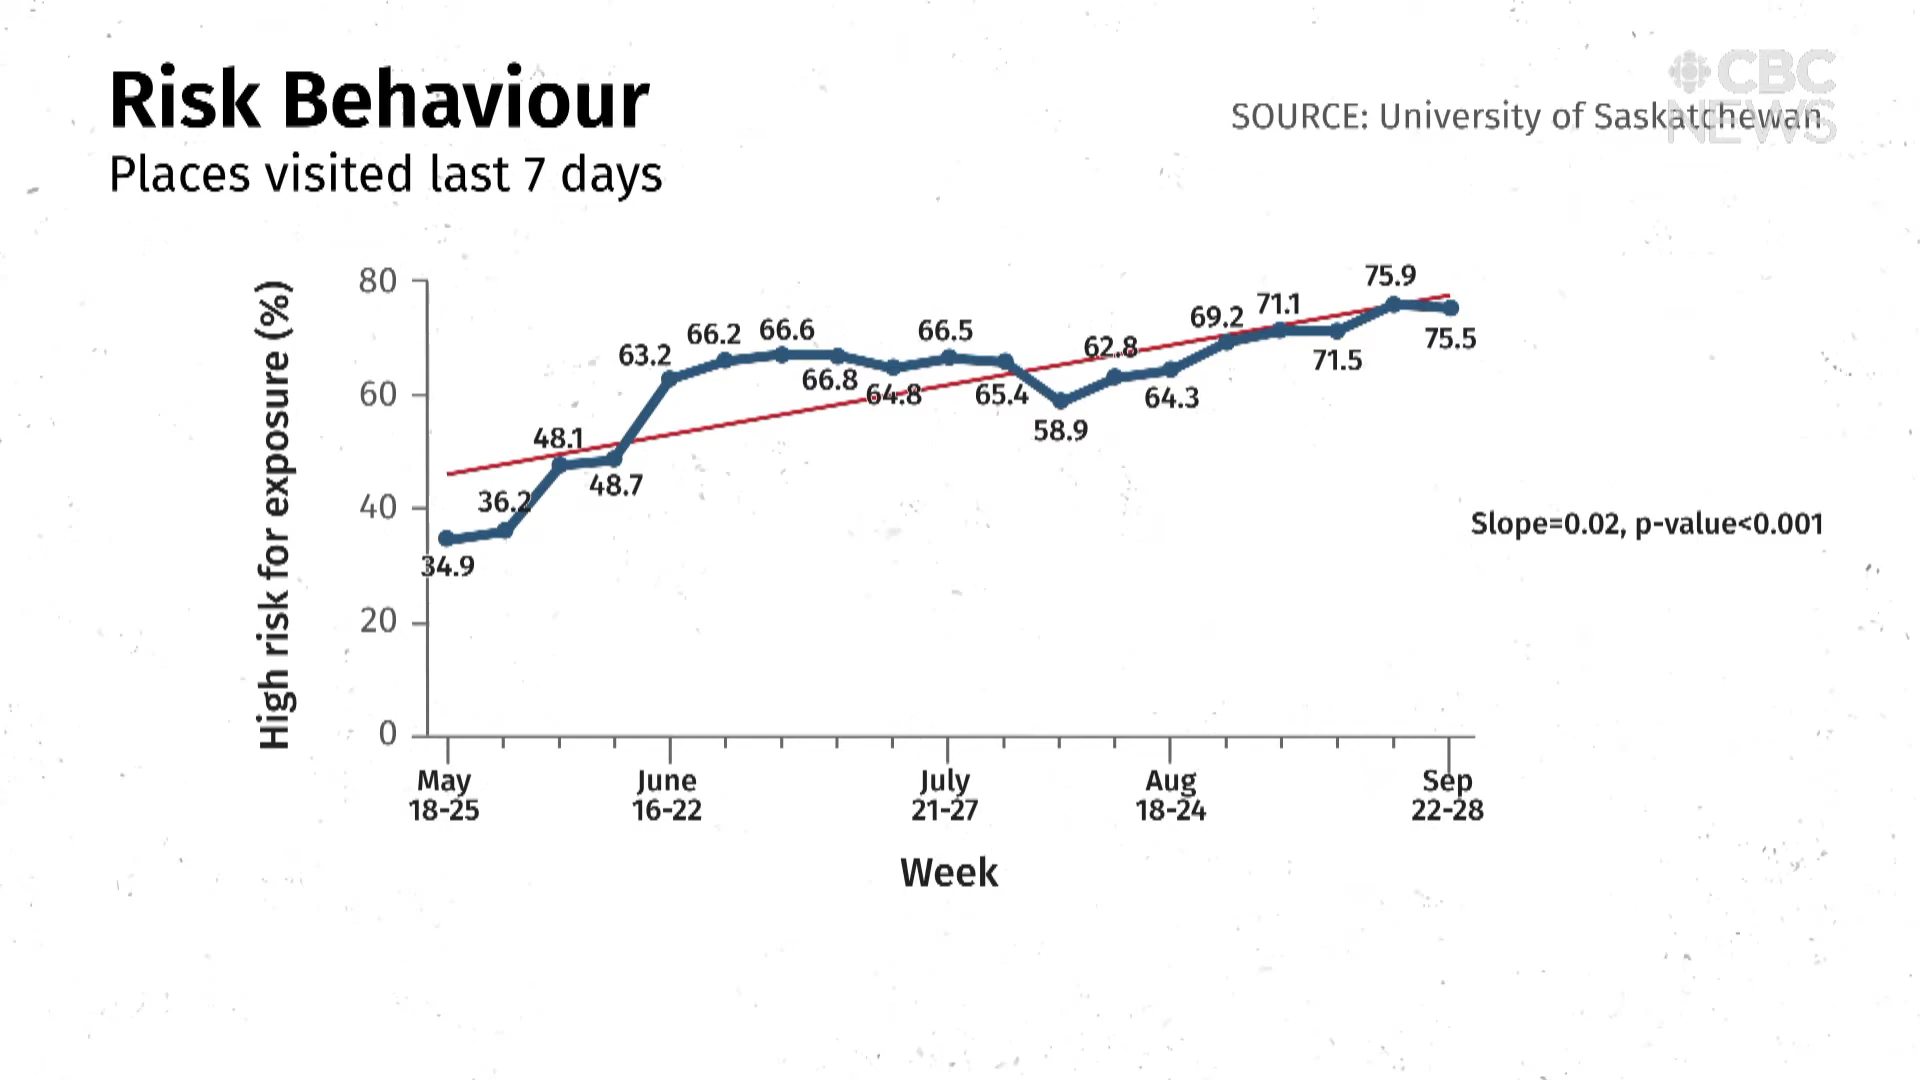 Risk Behaviour
Places visited last 7 days
SOURCE: University of Saskatchewan
CBC
NEWS
High risk for exposure (%)
80
60
40
20
0
34.9
36.2
48.1
48.7
63.2
66.2
66.6
66.8
64.8
66.5
65.4
58.9
62.8
64.3
69.2
71.1
71.5
75.9
75.5
Slope=0.02, p-value<0.001
May
18-25
June
16-22
July
21-27
Aug
18-24
Sep
22-28
Week